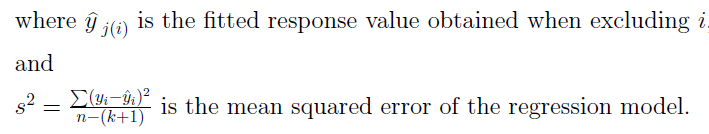 where ŷ j(i) is the fitted response value obtained when excluding i,
and
s² = ∑(yᵢ−ŷᵢ)² / n−(k+1) is the mean squared error of the regression model.